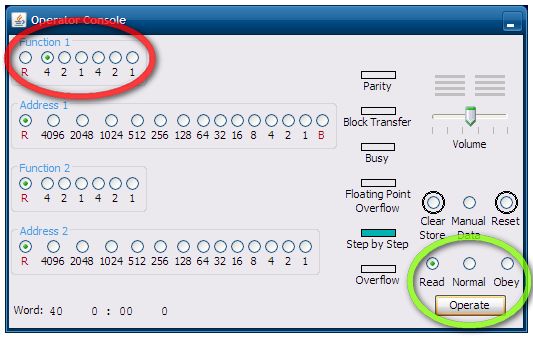 Operator Console
Function 1
R 4 2 1 4 2 1
Parity
Address 1
R 4096 2048 1024 512 256 128 64 32 16 8 4 2 1 B
Block Transfer
Volume
Busy
Function 2
R 4 2 1 4 2 1
Floating Point
Overflow
Clear
Store
Manual
Data
Reset
Address 2
R 4096 2048 1024 512 256 128 64 32 16 8 4 2 1
Step by Step
Read Normal Obey
Overflow
Operate
Word: 40 0 : 00 0